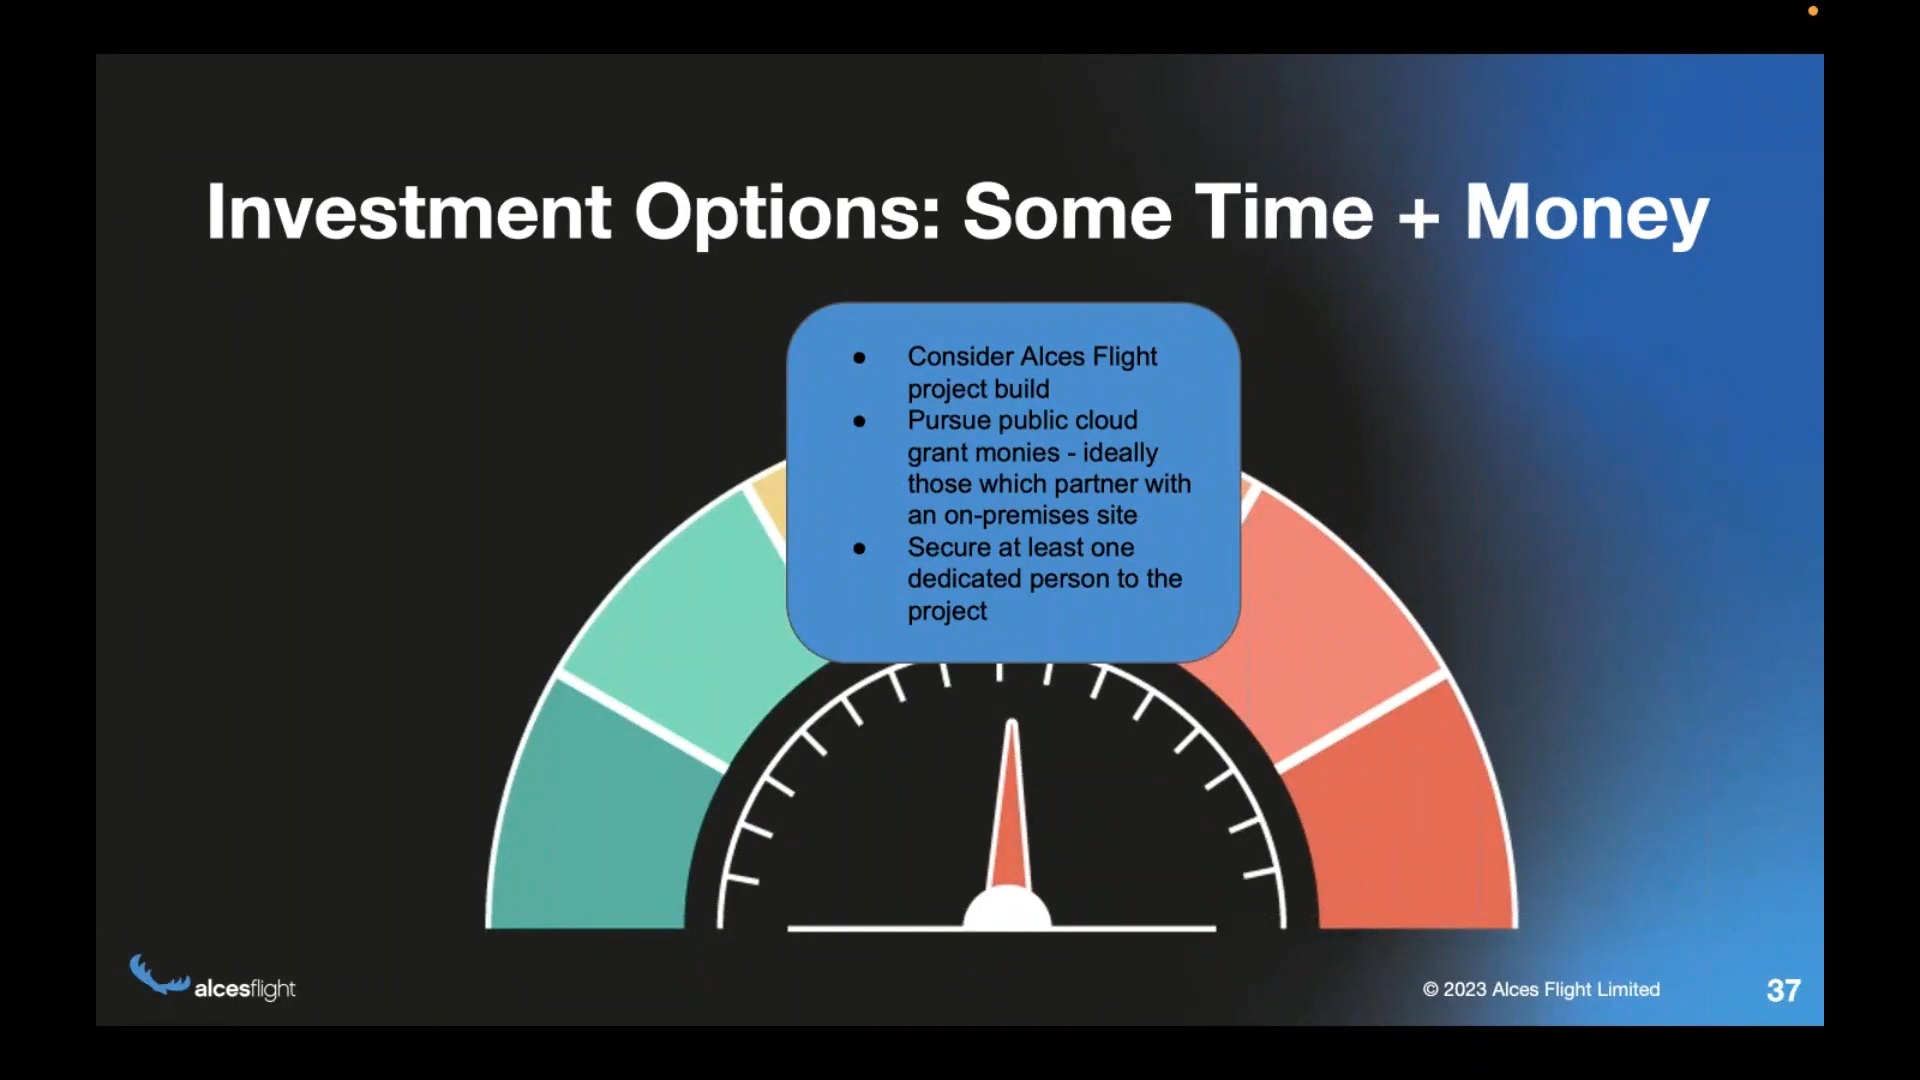 Investment Options: Some Time + Money
● Consider Alces Flight
project build
● Pursue public cloud
grant monies - ideally
those which partner with
an on-premises site
● Secure at least one
dedicated person to the
project
alcesflight
© 2023 Alces Flight Limited
37